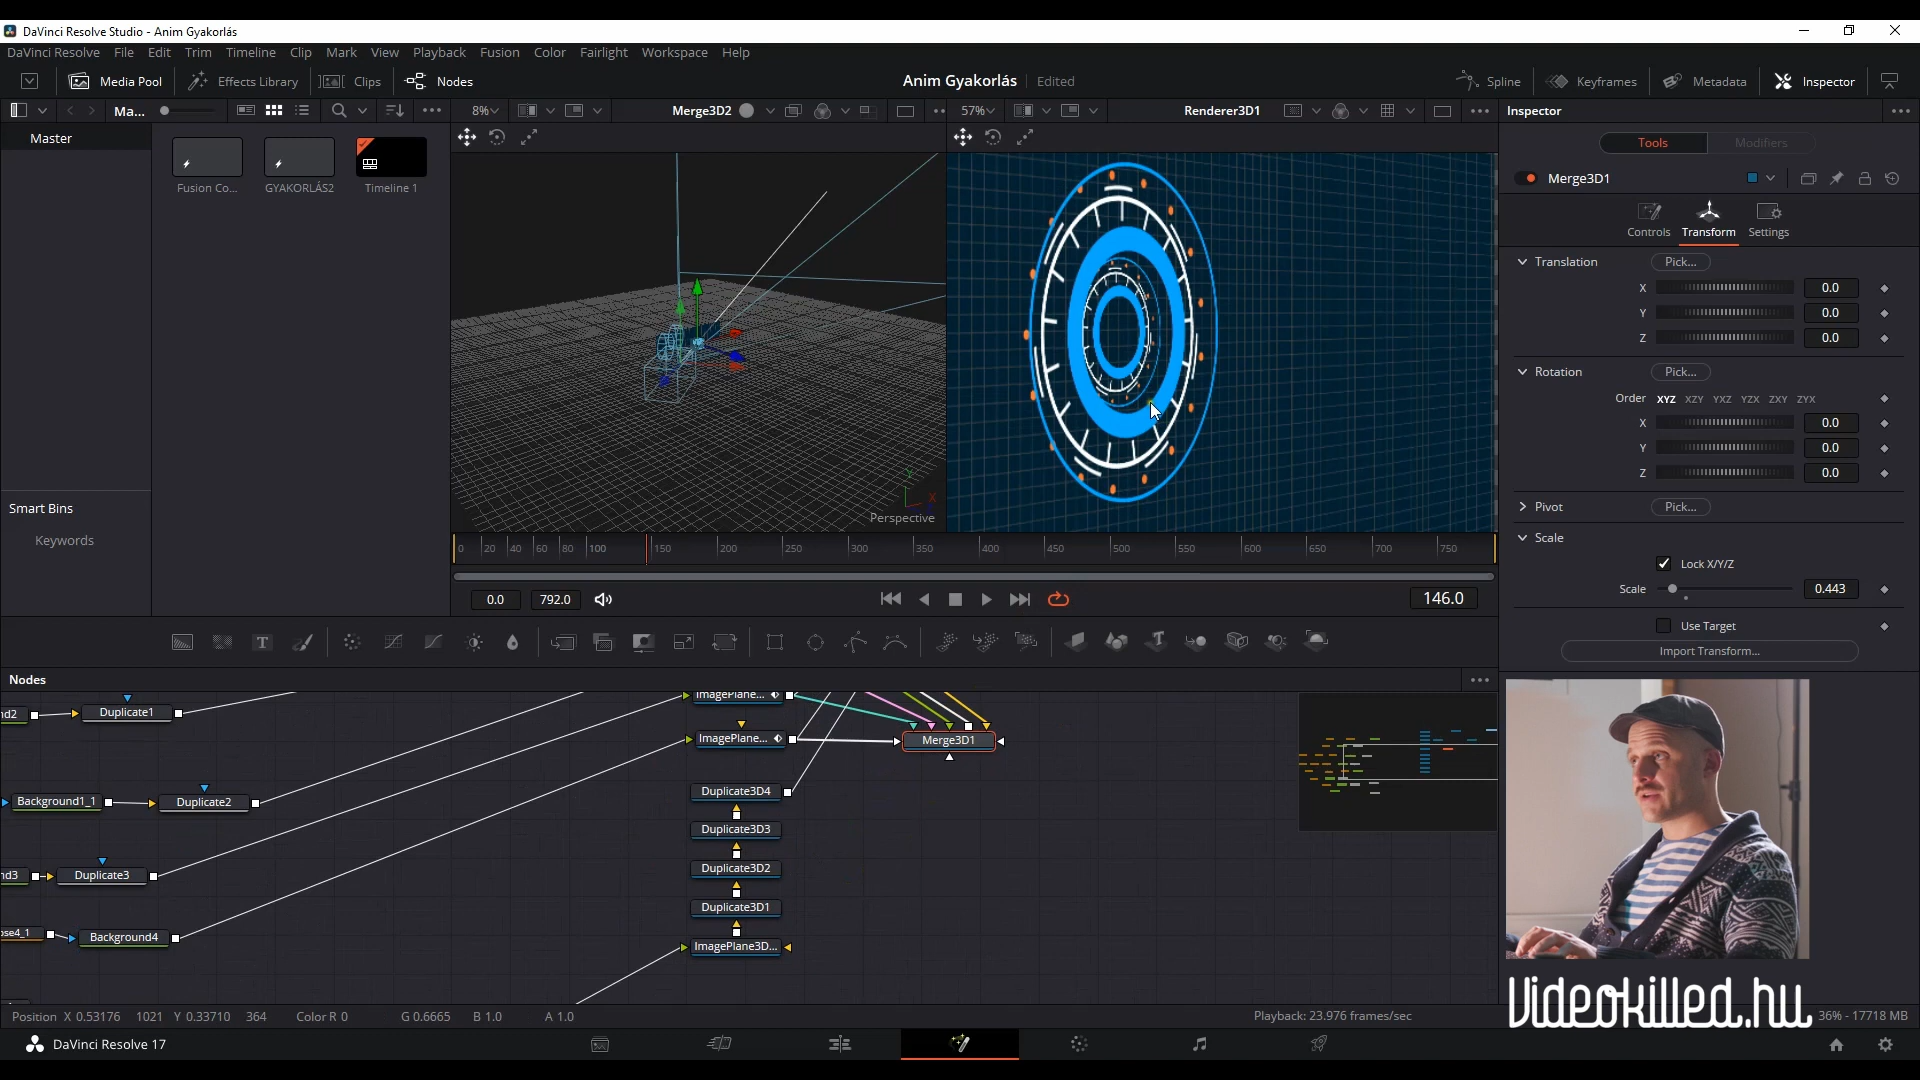 DaVinci Resolve Studio - Anim Gyakorlás
DaVinci Resolve File Edit Trim Timeline Clip Mark View Playback Fusion Color Fairlight Workspace Help
Media Pool Effects Library Clips Nodes Anim Gyakorlás Edited Spline Keyframes Metadata Inspector
Ma... 8% Merge3D2 57% Renderer3D1 Inspector
Master
Fusion Co... GYAKORLÁS2 Timeline 1
Smart Bins
Keywords
Perspective
Y
X
0 20 40 60 80 100 150 200 250 300 350 400 450 500 550 600 650 700 750
0.0 792.0 146.0
T
T
Tools Modifiers
Merge3D1
Controls Transform Settings
Translation Pick...
X 0.0
Y 0.0
Z 0.0
Rotation Pick...
Order XYZ XZY YXZ YZX ZXY ZYX
X 0.0
Y 0.0
Z 0.0
Pivot Pick...
Scale
Lock X/Y/Z
Scale 0.443
Use Target
Import Transform...
Nodes
nd2 Duplicate1
ImagePlane...
ImagePlane... Merge3D1
Background1_1 Duplicate2
Duplicate3D4
Duplicate3D3
nd3 Duplicate3 Duplicate3D2
Duplicate3D1
ose4_1 Background4
ImagePlane3D...
Videokilled.hu
Position X 0.53176 1021 Y 0.33710 364 Color R 0 G 0.6665 B 1.0 A 1.0 Playback: 23.976 frames/sec 36% - 17718 MB
DaVinci Resolve 17